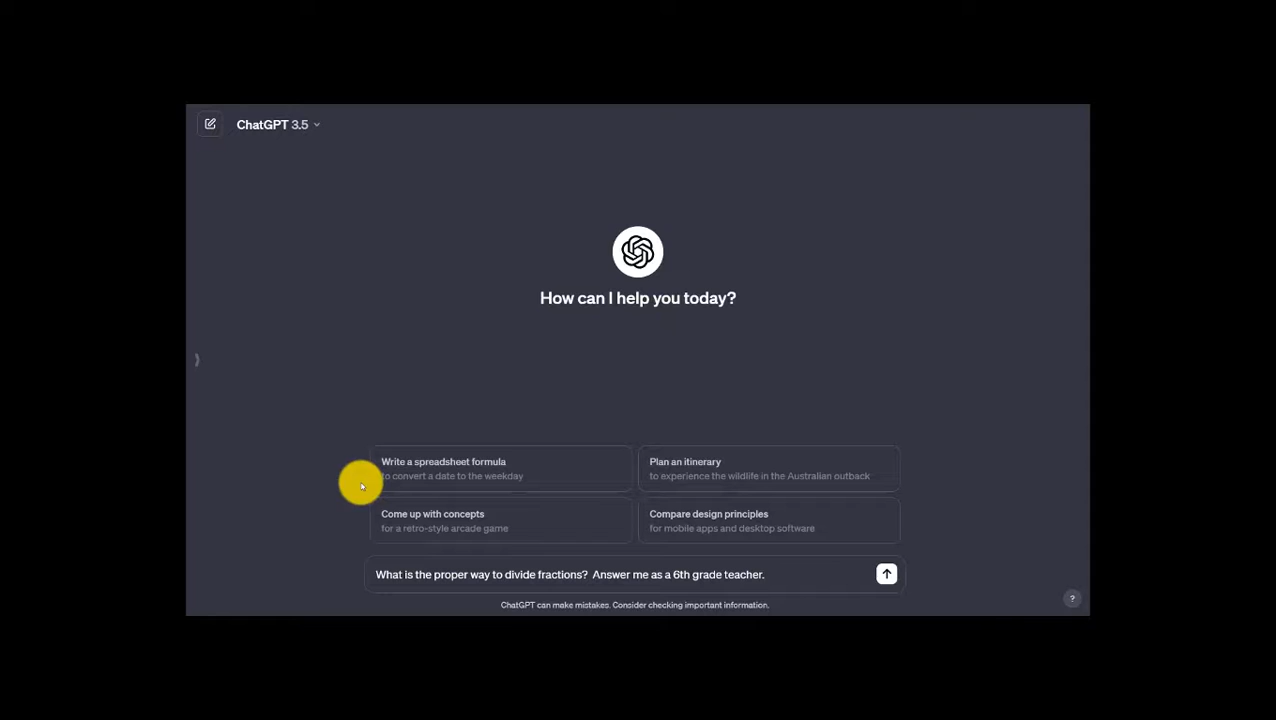 ChatGPT 3.5
How can I help you today?
Write a spreadsheet formula
to convert a date to the weekday
Plan an itinerary
to experience the wildlife in the Australian outback
Come up with concepts
for a retro-style arcade game
Compare design principles
for mobile apps and desktop software
What is the proper way to divide fractions?  Answer me as a 6th grade teacher.
ChatGPT can make mistakes. Consider checking important information.
?